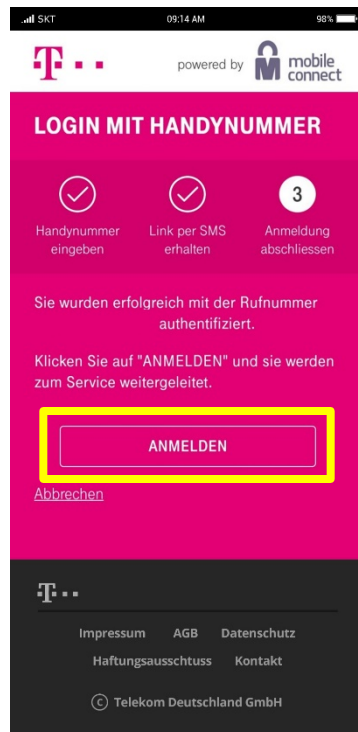 SKT 09:14 AM 98%
T powered by mobile
connect
LOGIN MIT HANDYNUMMER
3
Handynummer Link per SMS Anmeldung
eingeben erhalten abschliessen
Sie wurden erfolgreich mit der Rufnummer
authentifiziert.
Klicken Sie auf "ANMELDEN" und sie werden
zum Service weitergeleitet.
ANMELDEN
Abbrechen
T
Impressum AGB Datenschutz
Haftungsausschtuss Kontakt
© Telekom Deutschland GmbH